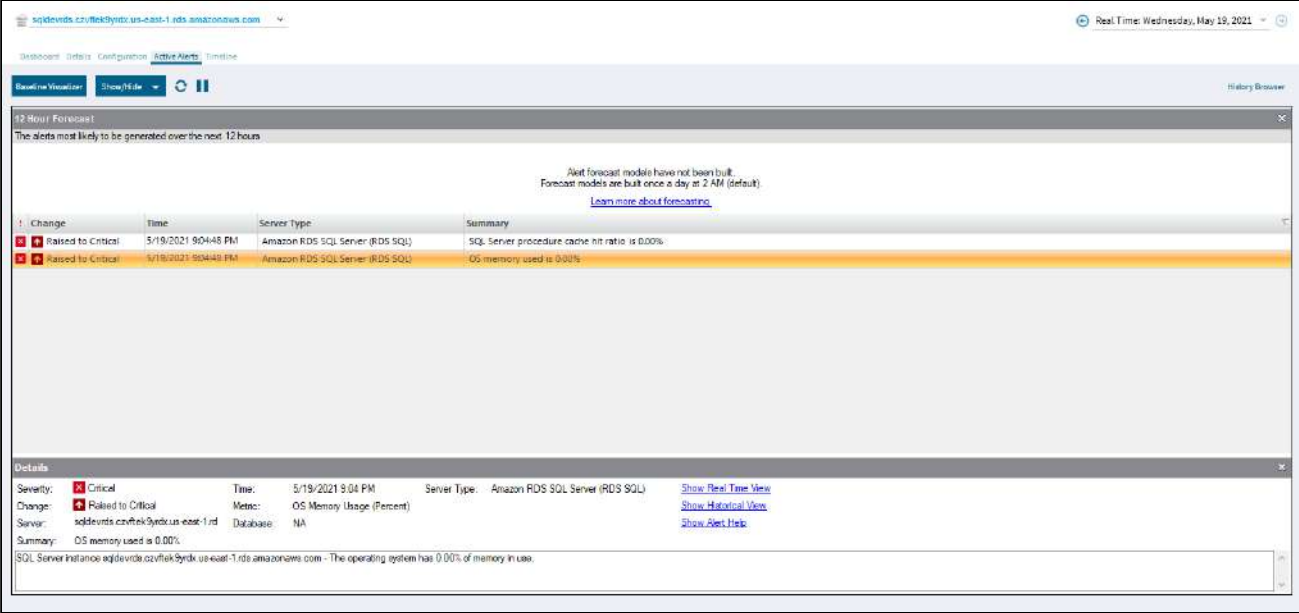 sqldevrds.czvftek9yrdx.us-east-1.rds.amazonaws.com
Real Time: Wednesday, May 19, 2021
Dashboard Details Configuration Active Alerts Timeline
Baseline Visualizer Show/Hide History Browser
12 Hour Forecast
The alerts most likely to be generated over the next 12 hours
Alert forecast models have not been built.
Forecast models are built once a day at 2 AM (default).
Learn more about forecasting.
! Change Time Server Type Summary
Raised to Critical 5/19/2021 9:04:48 PM Amazon RDS SQL Server (RDS SQL) SQL Server procedure cache hit ratio is 0.00%
Raised to Critical 5/19/2021 9:04:48 PM Amazon RDS SQL Server (RDS SQL) OS memory used is 0.00%
Details
Severity: Critical Time: 5/19/2021 9:04 PM Server Type: Amazon RDS SQL Server (RDS SQL) Show Real Time View
Change: Raised to Critical Metric: OS Memory Usage (Percent) Show Historical View
Server: sqldevrds.czvftek9yrdx.us-east-1.rd Database: NA Show Alert Help
Summary: OS memory used is 0.00%.
SQL Server instance sqldevrds.czvftek9yrdx.us-east-1.rds.amazonaws.com - The operating system has 0.00% of memory in use.